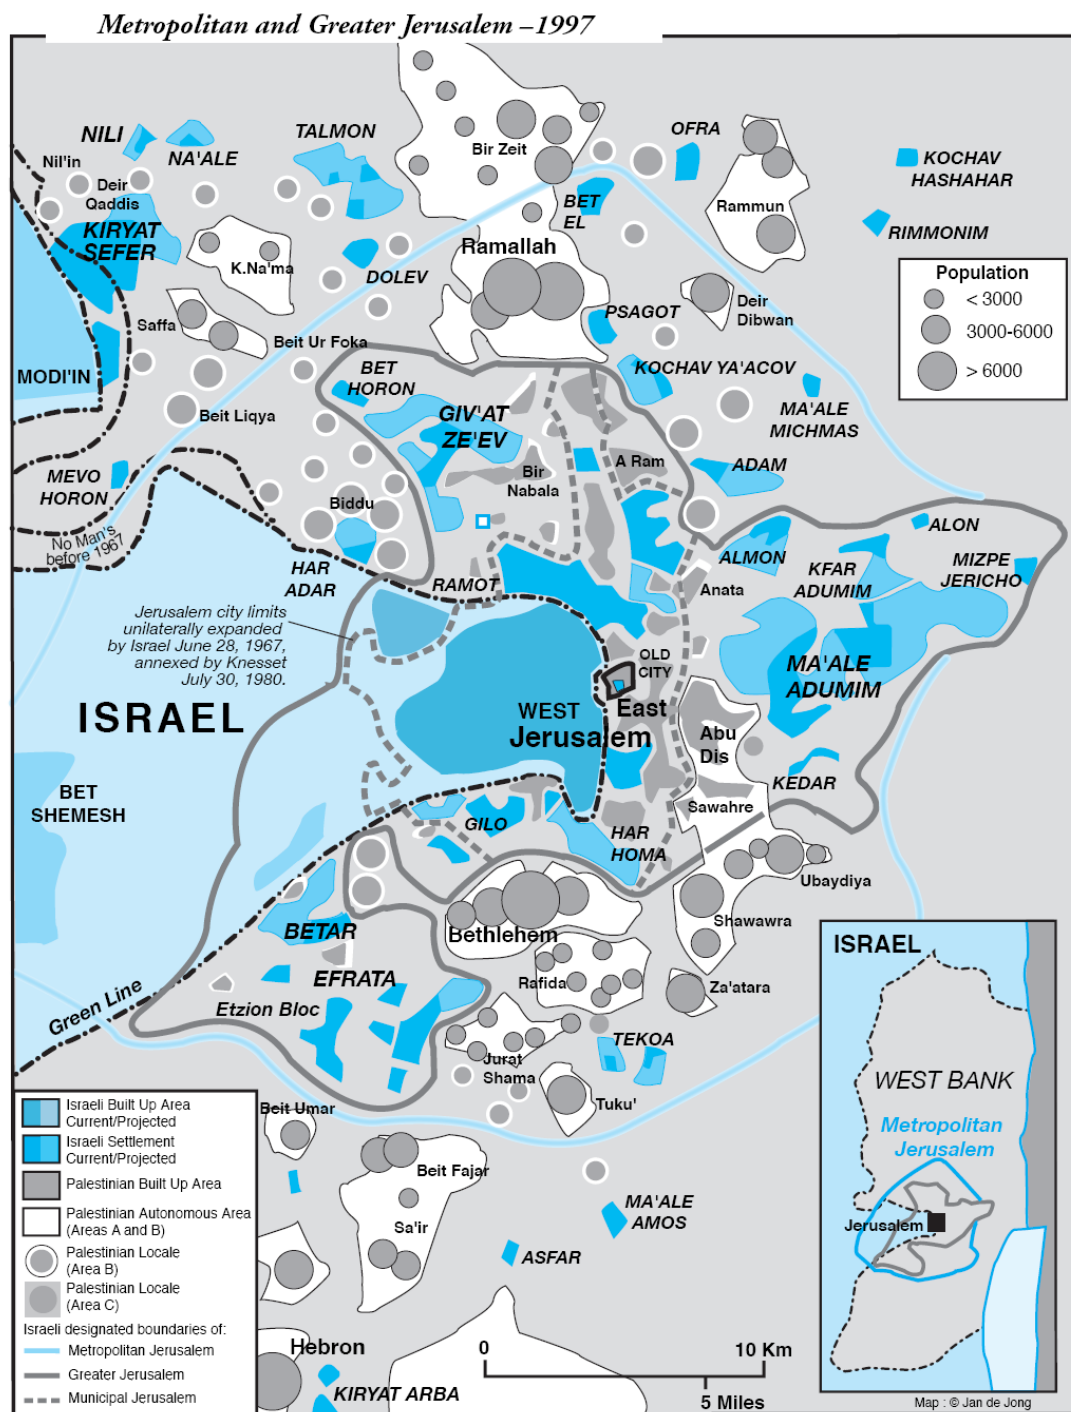 Metropolitan and Greater Jerusalem –1997
NILI
NA'ALE
TALMON
Bir Zeit
OFRA
KOCHAV
HASHAHAR
Nil'in
Deir
Qaddis
KIRYAT
SEFER
K.Na'ma
DOLEV
Ramallah
BET
EL
Rammun
RIMMONIM
Population
< 3000
3000-6000
> 6000
Saffa
Beit Ur Foka
PSAGOT
Deir
Dibwan
MODI'IN
BET
HORON
KOCHAV YA'ACOV
Beit Liqya
GIV'AT
ZE'EV
MA'ALE
MICHMAS
MEVO
HORON
Biddu
Bir
Nabala
A Ram
ADAM
No Man's
before 1967
HAR
ADAR
RAMOT
ALMON
Anata
KFAR
ADUMIM
ALON
MIZPE
JERICHO
Jerusalem city limits
unilaterally expanded
by Israel June 28, 1967,
annexed by Knesset
July 30, 1980.
OLD
CITY
MA'ALE
ADUMIM
ISRAEL
WEST
East
Jerusalem
Abu
Dis
BET
SHEMESH
KEDAR
Sawahre
GILO
HAR
HOMA
Ubaydiya
BETAR
Bethlehem
Shawawra
EFRATA
Etzion Bloc
Rafida
Za'atara
Green Line
Jurat
Shama
TEKOA
Tuku'
Beit Umar
Beit Fajar
Sa'ir
MA'ALE
AMOS
ASFAR
Hebron
KIRYAT ARBA
0
10 Km
5 Miles
Israeli Built Up Area
Current/Projected
Israeli Settlement
Current/Projected
Palestinian Built Up Area
Palestinian Autonomous Area
(Areas A and B)
Palestinian Locale
(Area B)
Palestinian Locale
(Area C)
Israeli designated boundaries of:
Metropolitan Jerusalem
Greater Jerusalem
Municipal Jerusalem
ISRAEL
WEST BANK
Metropolitan
Jerusalem
Jerusalem
Map : © Jan de Jong